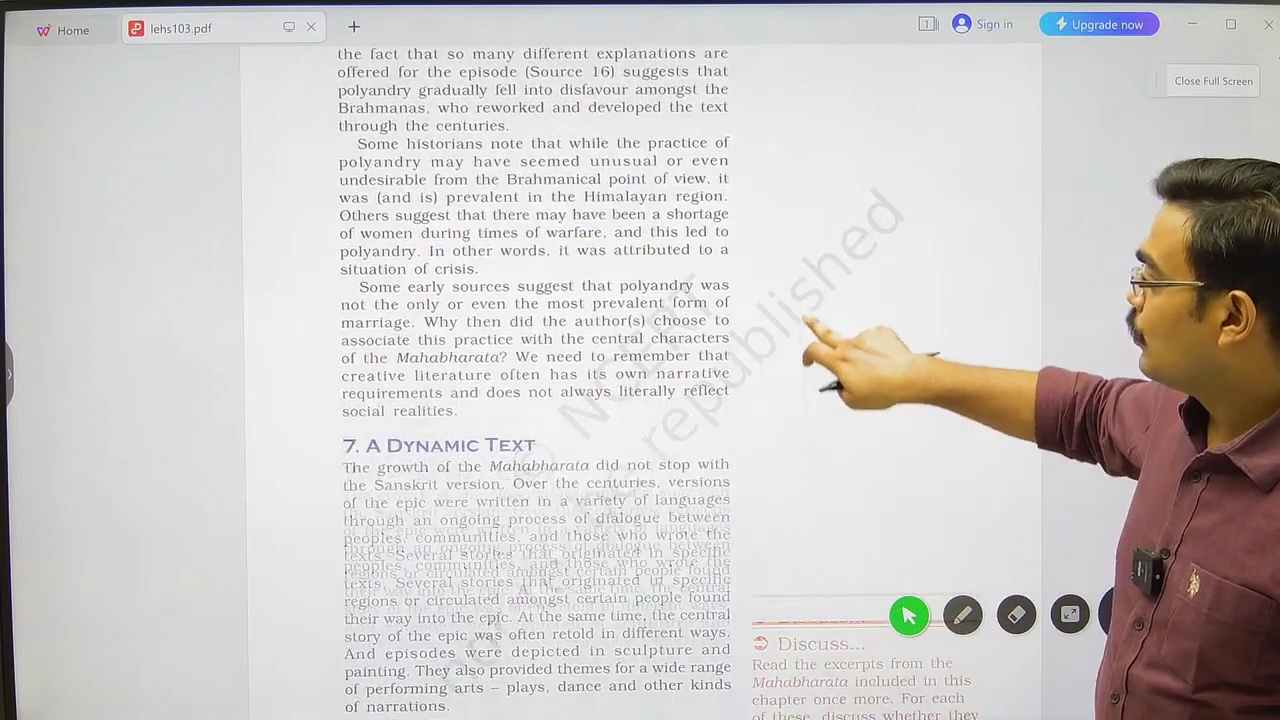 Home
lehs103.pdf
1
Sign in
Upgrade now
Close Full Screen
the fact that so many different explanations are
offered for the episode (Source 16) suggests that
polyandry gradually fell into disfavour amongst the
Brahmanas, who reworked and developed the text
through the centuries.
Some historians note that while the practice of
polyandry may have seemed unusual or even
undesirable from the Brahmanical point of view, it
was (and is) prevalent in the Himalayan region.
Others suggest that there may have been a shortage
of women during times of warfare, and this led to
polyandry. In other words, it was attributed to a
situation of crisis.
Some early sources suggest that polyandry was
not the only or even the most prevalent form of
marriage. Why then did the author(s) choose to
associate this practice with the central characters
of the Mahabharata? We need to remember that
creative literature often has its own narrative
requirements and does not always literally reflect
social realities.
7. A DYNAMIC TEXT
The growth of the Mahabharata did not stop with
the Sanskrit version. Over the centuries, versions
of the epic were written in a variety of languages
through an ongoing process of dialogue between
peoples, communities, and those who wrote the
texts. Several stories that originated in specific
regions or circulated amongst certain people found
their way into the epic. At the same time, the central
story of the epic was often retold in different ways.
And episodes were depicted in sculpture and
painting. They also provided themes for a wide range
of performing arts – plays, dance and other kinds
of narrations.
© NCERT
republished
Discuss...
Read the excerpts from the
Mahabharata included in this
chapter once more. For each
of these, discuss whether they